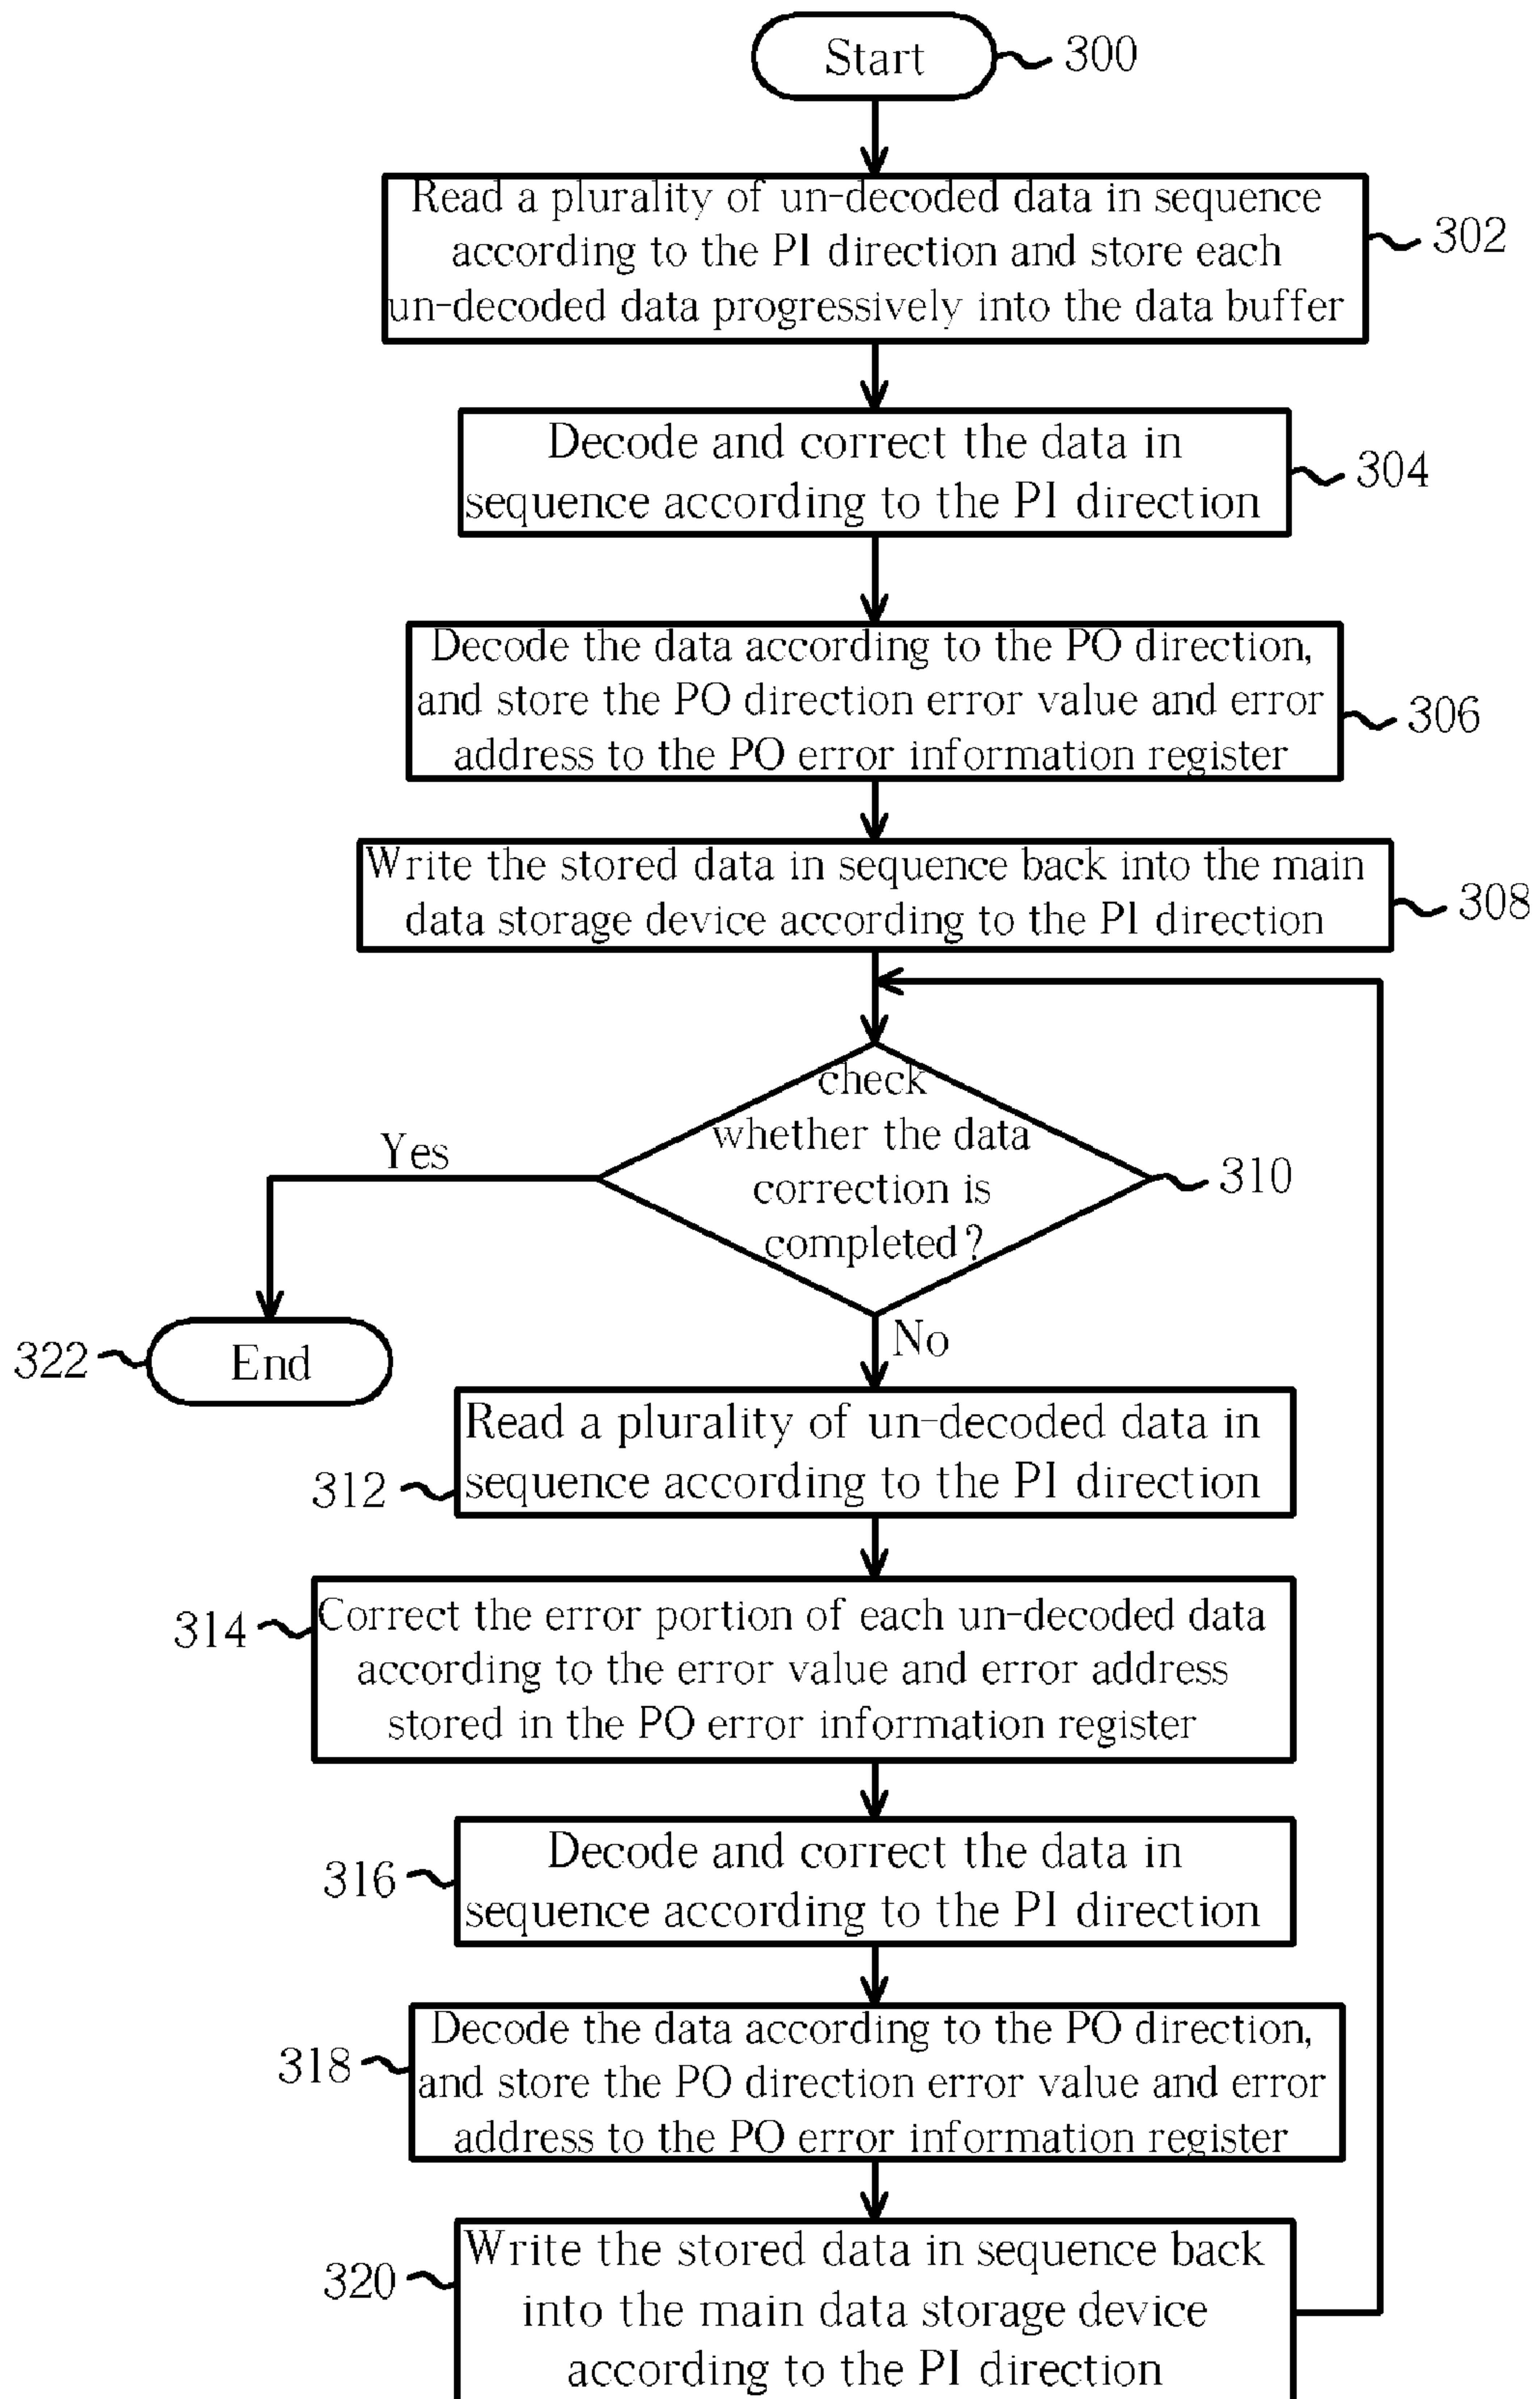 Start
300
Read a plurality of un-decoded data in sequence
according to the PI direction and store each
un-decoded data progressively into the data buffer
302
Decode and correct the data in
sequence according to the PI direction
304
Decode the data according to the PO direction,
and store the PO direction error value and error
address to the PO error information register
306
Write the stored data in sequence back into the main
data storage device according to the PI direction
308
check
whether the data
correction is
completed?
310
Yes
No
322
End
Read a plurality of un-decoded data in
sequence according to the PI direction
312
Correct the error portion of each un-decoded data
according to the error value and error address
stored in the PO error information register
314
Decode and correct the data in
sequence according to the PI direction
316
Decode the data according to the PO direction,
and store the PO direction error value and error
address to the PO error information register
318
Write the stored data in sequence back
into the main data storage device
according to the PI direction
320